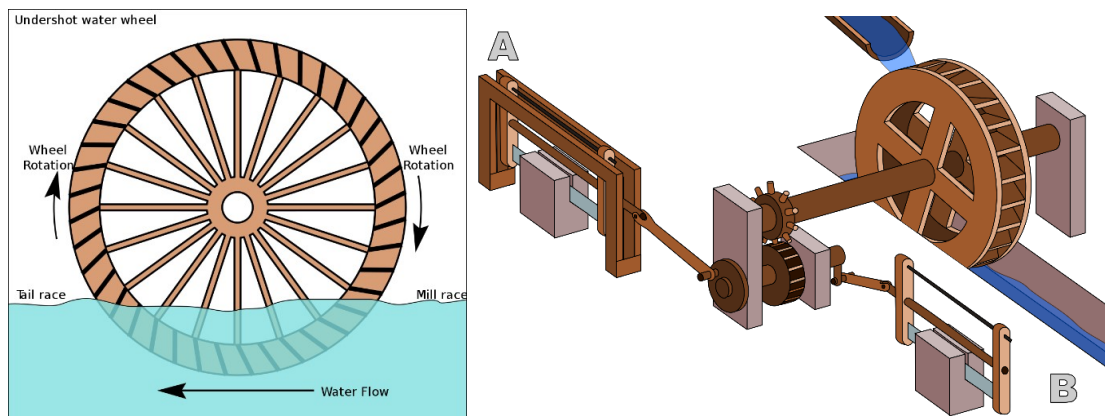 Undershot water wheel
Wheel
Rotation
Wheel
Rotation
Tail race
Mill race
Water Flow
A
B